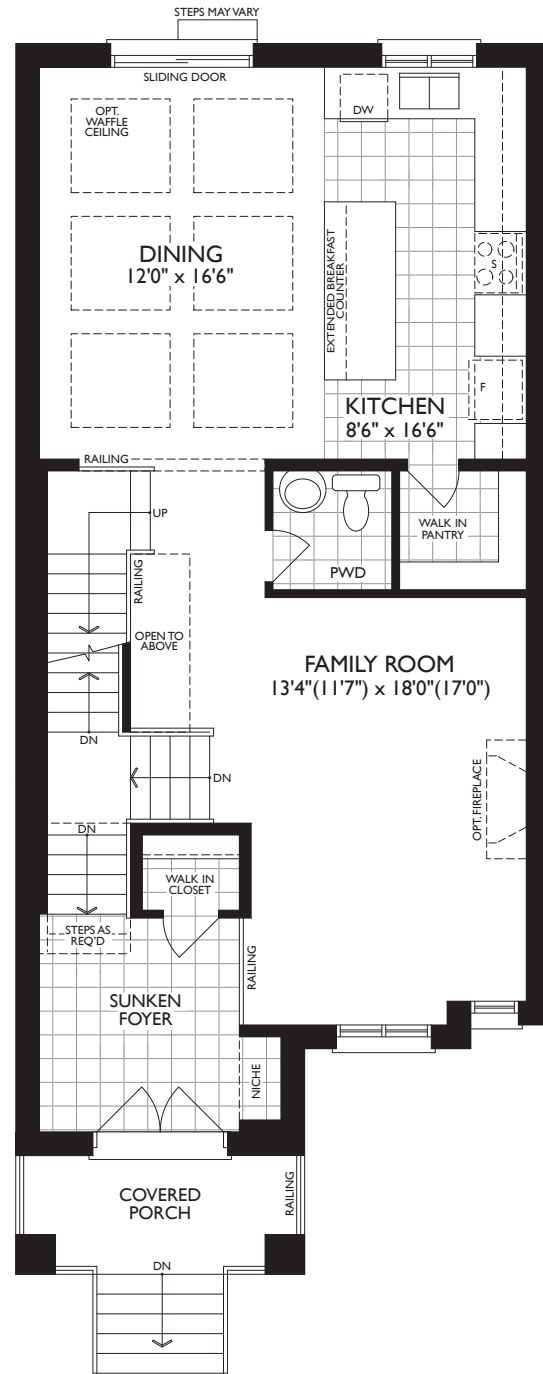 STEPS MAY VARY
SLIDING DOOR
OPT.
WAFFLE
CEILING
DW
DINING
12'0" x 16'6"
EXTENDED BREAKFAST
COUNTER
S
F
KITCHEN
8'6" x 16'6"
RAILING
UP
RAILING
OPEN TO
ABOVE
PWD
WALK IN
PANTRY
FAMILY ROOM
13'4"(11'7") x 18'0"(17'0")
DN
DN
OPT. FIREPLACE
DN
WALK IN
CLOSET
STEPS AS
REQ'D
RAILING
SUNKEN
FOYER
NICHE
COVERED
PORCH
RAILING
DN